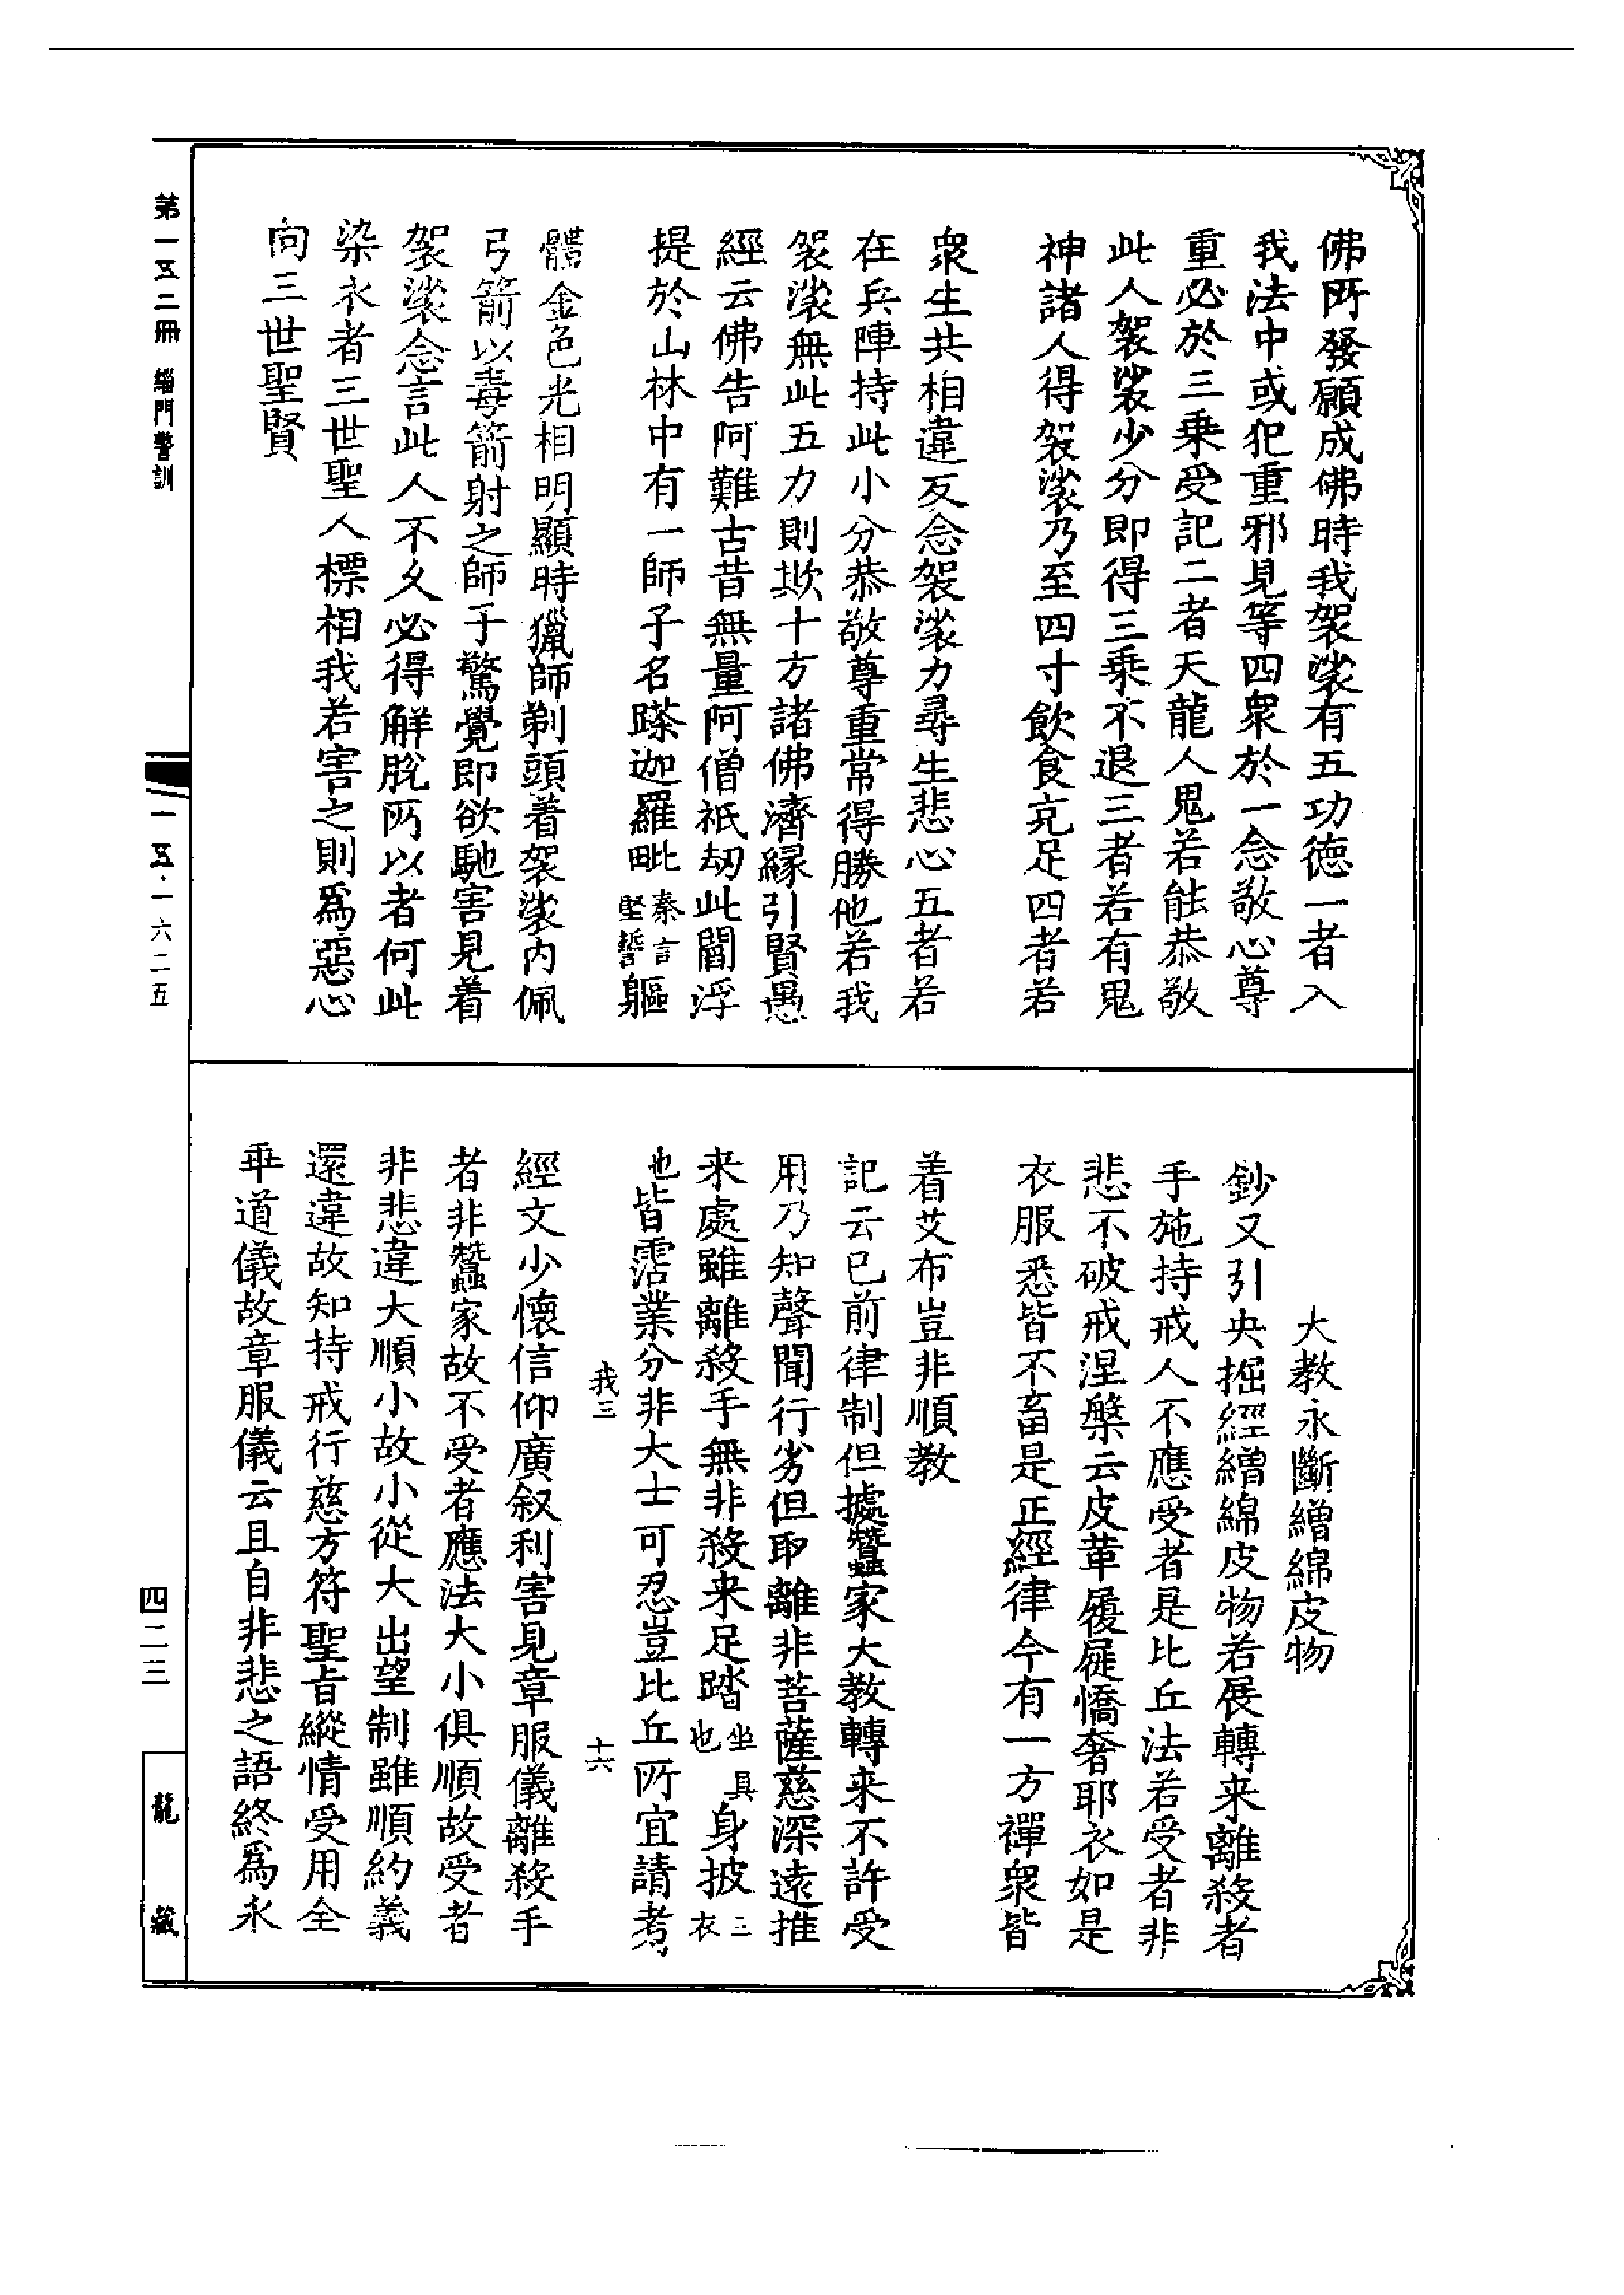 佛所發願成佛時我袈裟有五功德一者入
我法中或犯重邪見等四衆於一念敬心尊
重必於三乘受記二者天龍人鬼若能恭敬
此人袈裟少分即得三乘不退三者若有鬼
神諸人得袈裟乃至四寸飲食充足四者若
衆生共相違反念袈裟力尋生悲心五者若
在兵陣持此小分恭敬尊重常得勝他若我
袈裟無此五力則欺十方諸佛濟緣引賢愚
經云佛告阿難古昔無量阿僧祇劫此閻浮
提於山林中有一師子名蹉迦羅毗秦言堅誓軀
體金色光相明顯時獵師剃頭着袈裟內佩
弓箭以毒箭射之師子驚覺即欲馳害見着
袈裟念言此人不久必得解脫所以者何此
染衣者三世聖人標相我若害之則爲惡心
向三世聖賢
大教永斷繒綿皮物
鈔又引央掘經繒綿皮物若展轉来離殺者
手施持戒人不應受者是比丘法若受者非
悲不破戒涅槃云皮革履屣憍奢耶衣如是
衣服悉皆不畜是正經律今有一方禪衆皆
着艾布豈非順教
記云已前律制但據蠶家大教轉来不許受
用乃知聲聞行劣但取離非菩薩慈深遠推
来處雖離殺手無非殺来足踏坐具也身披三衣
也皆霑業分非大士可忍豈比丘所宜請考
我三
十六
經文少懷信仰廣叙利害見章服儀離殺手
者非蠶家故不受者應法大小俱順故受者
非悲違大順小故小從大出望制雖順約義
還違故知持戒行慈方符聖旨縱情受用全
乖道儀故章服儀云且自非悲之語終爲永
第一五二冊 緇門警訓
一五·一六二五
四二三
龍藏